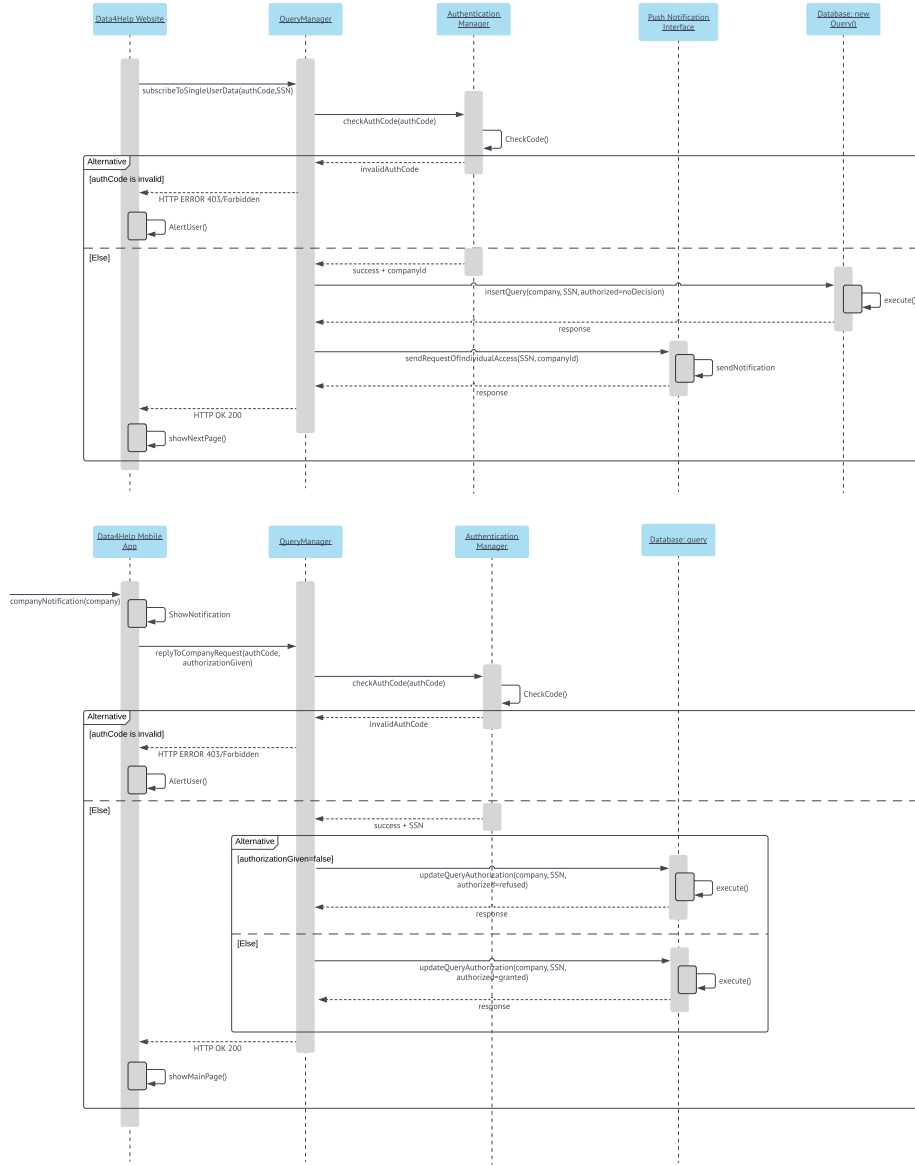 Data4Help Website
QueryManager
Authentication
Manager
Push Notification
Interface
Database: new
Query()
subscribeToSingleUserData(authCode,SSN)
checkAuthCode(authCode)
CheckCode()
Alternative
invalidAuthCode
[authCode is invalid]
HTTP ERROR 403/Forbidden
AlertUser()
[Else]
success + companyId
insertQuery(company, SSN, authorized=noDecision)
execute()
response
sendRequestOfIndividualAccess(SSN, companyId)
sendNotification
response
HTTP OK 200
showNextPage()
Data4Help Mobile
App
QueryManager
Authentication
Manager
Database: query
companyNotification(company)
ShowNotification
replyToCompanyRequest(authCode,
authorizationGiven)
checkAuthCode(authCode)
CheckCode()
Alternative
invalidAuthCode
[authCode is invalid]
HTTP ERROR 403/Forbidden
AlertUser()
[Else]
success + SSN
Alternative
[authorizationGiven=false]
updateQueryAuthorization(company, SSN,
authorized=refused)
execute()
response
[Else]
updateQueryAuthorization(company, SSN,
authorized=granted)
execute()
response
HTTP OK 200
showMainPage()